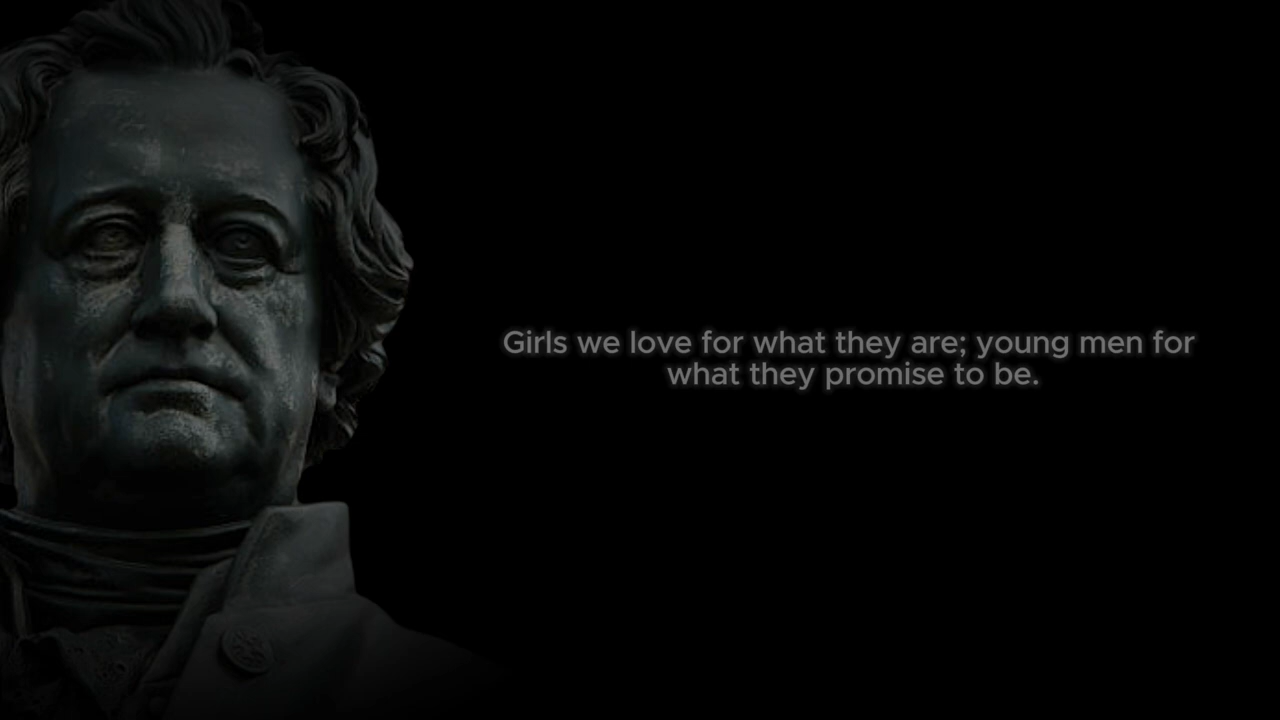 Girls we love for what they are; young men for
what they promise to be.